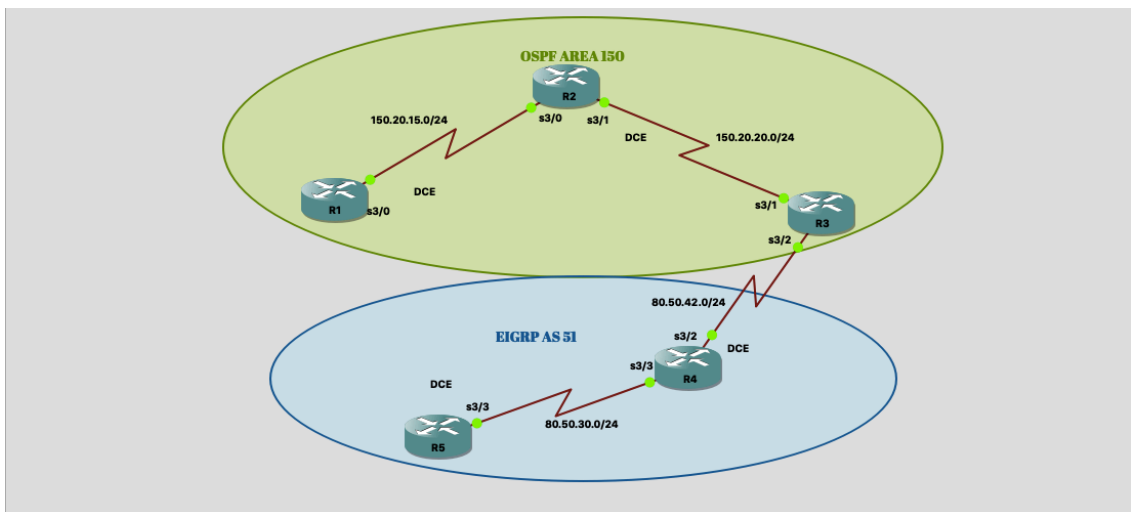 OSPF AREA 150
R2
s3/0
s3/1
150.20.15.0/24
DCE
150.20.20.0/24
DCE
R1
s3/0
s3/1
R3
s3/2
80.50.42.0/24
EIGRP AS 51
s3/2
DCE
s3/3
R4
DCE
s3/3
80.50.30.0/24
R5